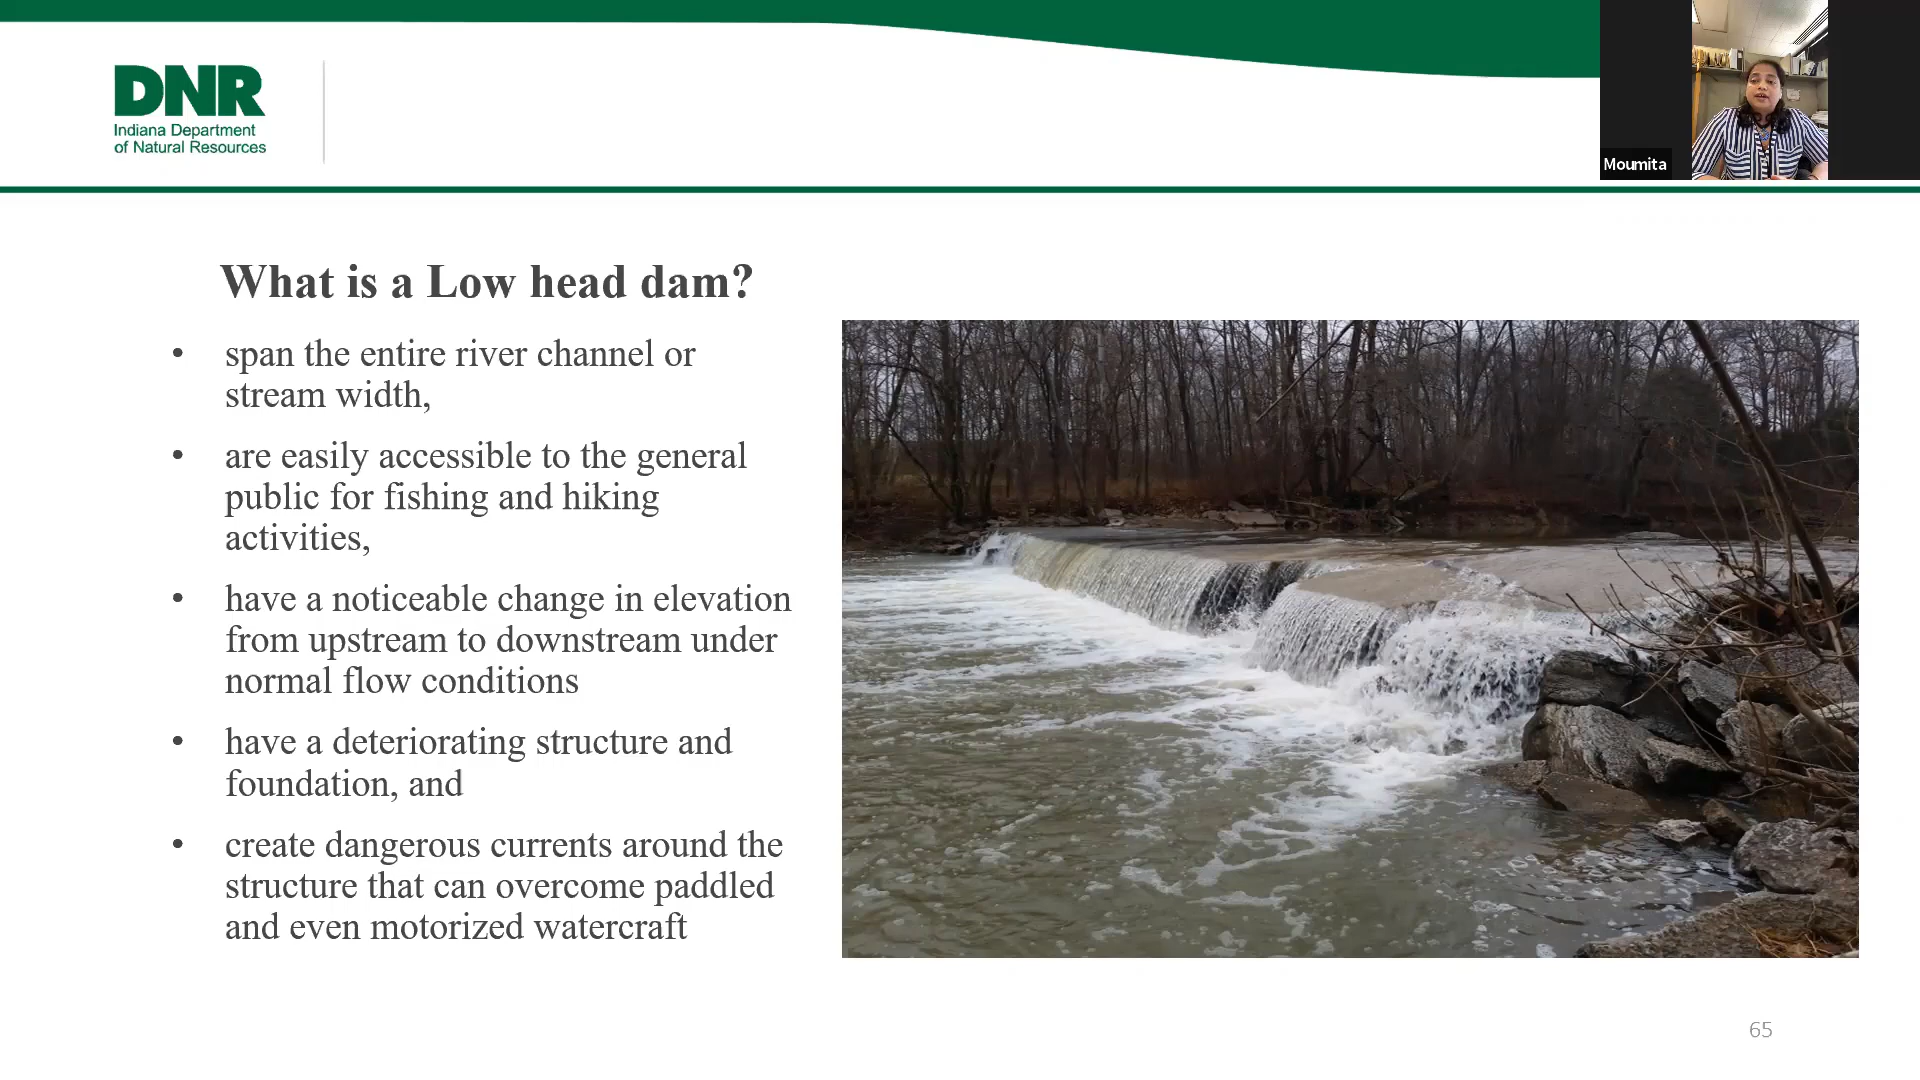 DNR
Indiana Department
of Natural Resources
Moumita
What is a Low head dam?
• span the entire river channel or
stream width,
• are easily accessible to the general
public for fishing and hiking
activities,
• have a noticeable change in elevation
from upstream to downstream under
normal flow conditions
• have a deteriorating structure and
foundation, and
• create dangerous currents around the
structure that can overcome paddled
and even motorized watercraft
65